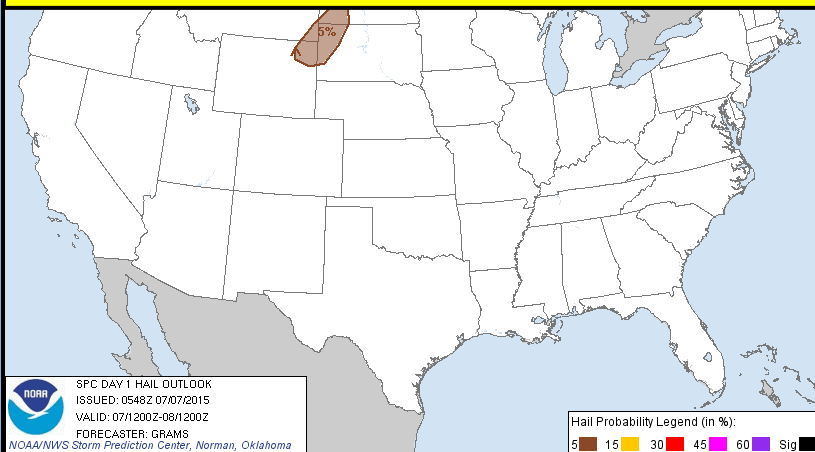 5%
NOAA
SPC DAY 1 HAIL OUTLOOK
ISSUED: 0548Z 07/07/2015
VALID: 07/1200Z-08/1200Z
FORECASTER: GRAMS
NOAA/NWS Storm Prediction Center, Norman, Oklahoma
Hail Probability Legend (in %):
5 15 30 45 60 Sig